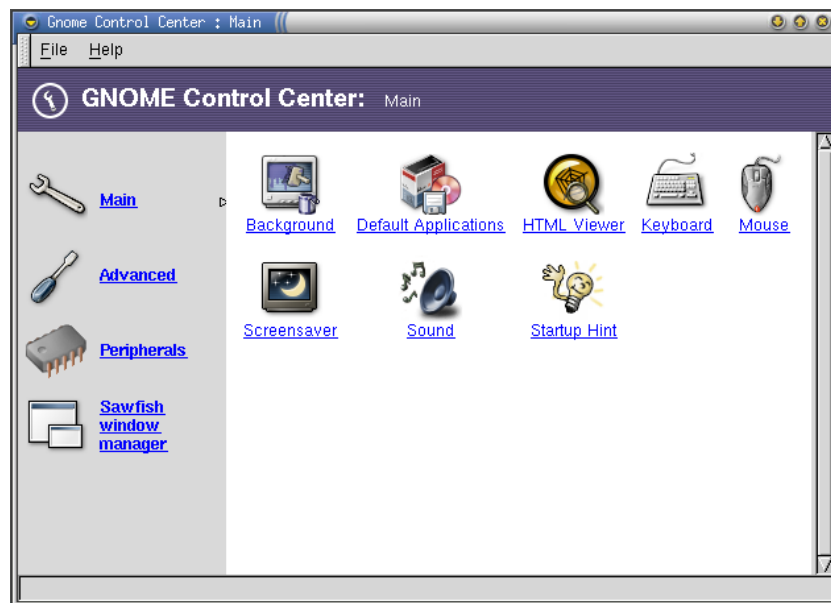 Gnome Control Center : Main
File Help
GNOME Control Center: Main
Main
Advanced
Peripherals
Sawfish
window
manager
Background Default Applications HTML Viewer Keyboard Mouse
Screensaver Sound Startup Hint